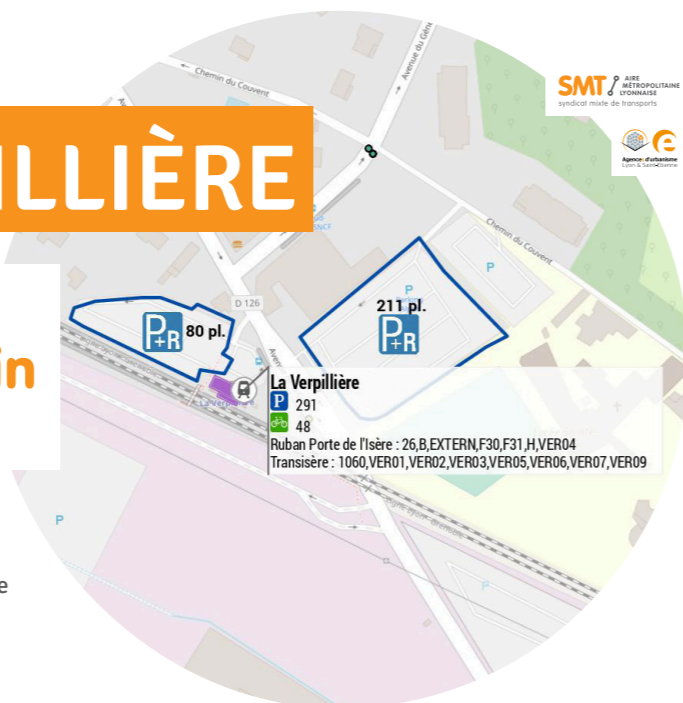 SMT AIRE
MÉTROPOLITAINE
LYONNAISE
syndicat mixte de transports
Agences d'urbanisme
Lyon & Saint-Etienne
ILLIÈRE
in
e
Chemin du Couvent
Avenue du Géné
Chemin du Couvent
P
P
D 126
80 pl.
P+R
211 pl.
P+R
La Verpillière
P 291
48
Ruban Porte de l'Isère : 26,B,EXTERN,F30,F31,H,VER04
Transisère : 1060,VER01,VER02,VER03,VER05,VER06,VER07,VER09
P
P